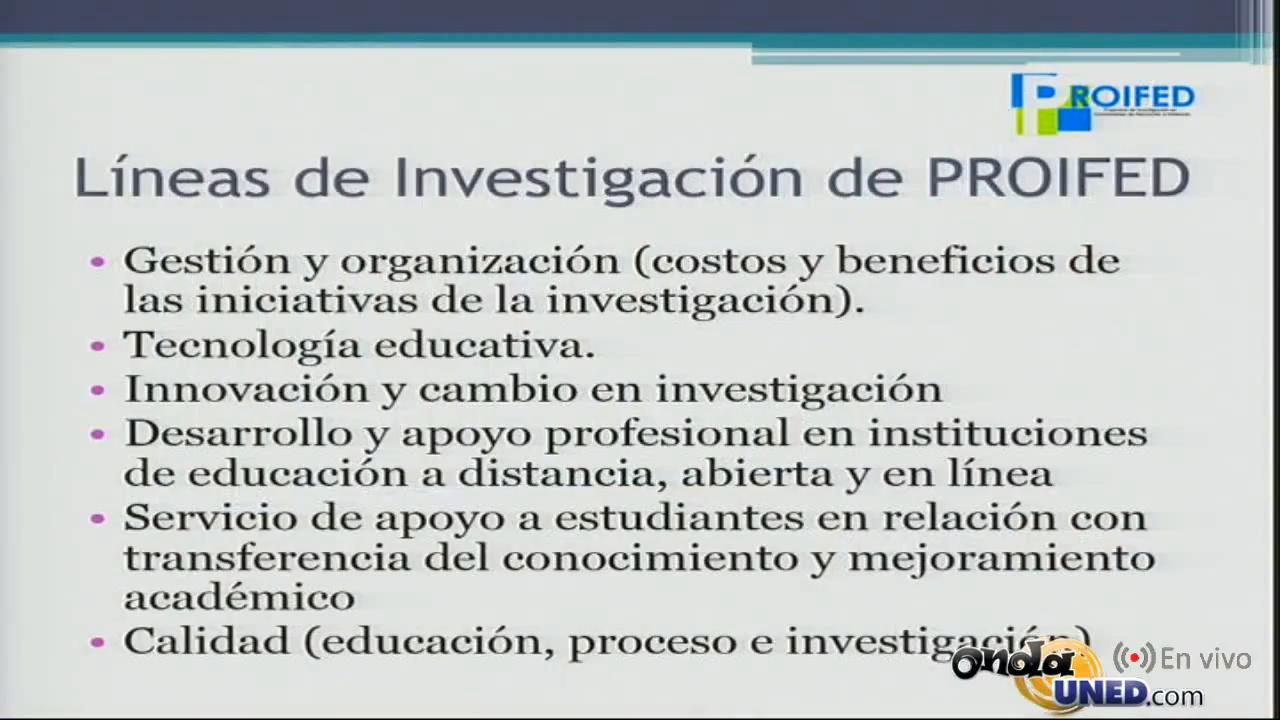 PROIFED
Líneas de Investigación de PROIFED
• Gestión y organización (costos y beneficios de
las iniciativas de la investigación).
• Tecnología educativa.
• Innovación y cambio en investigación
• Desarrollo y apoyo profesional en instituciones
de educación a distancia, abierta y en línea
• Servicio de apoyo a estudiantes en relación con
transferencia del conocimiento y mejoramiento
académico
• Calidad (educación, proceso e investigación)
onda
UNED.com
En vivo